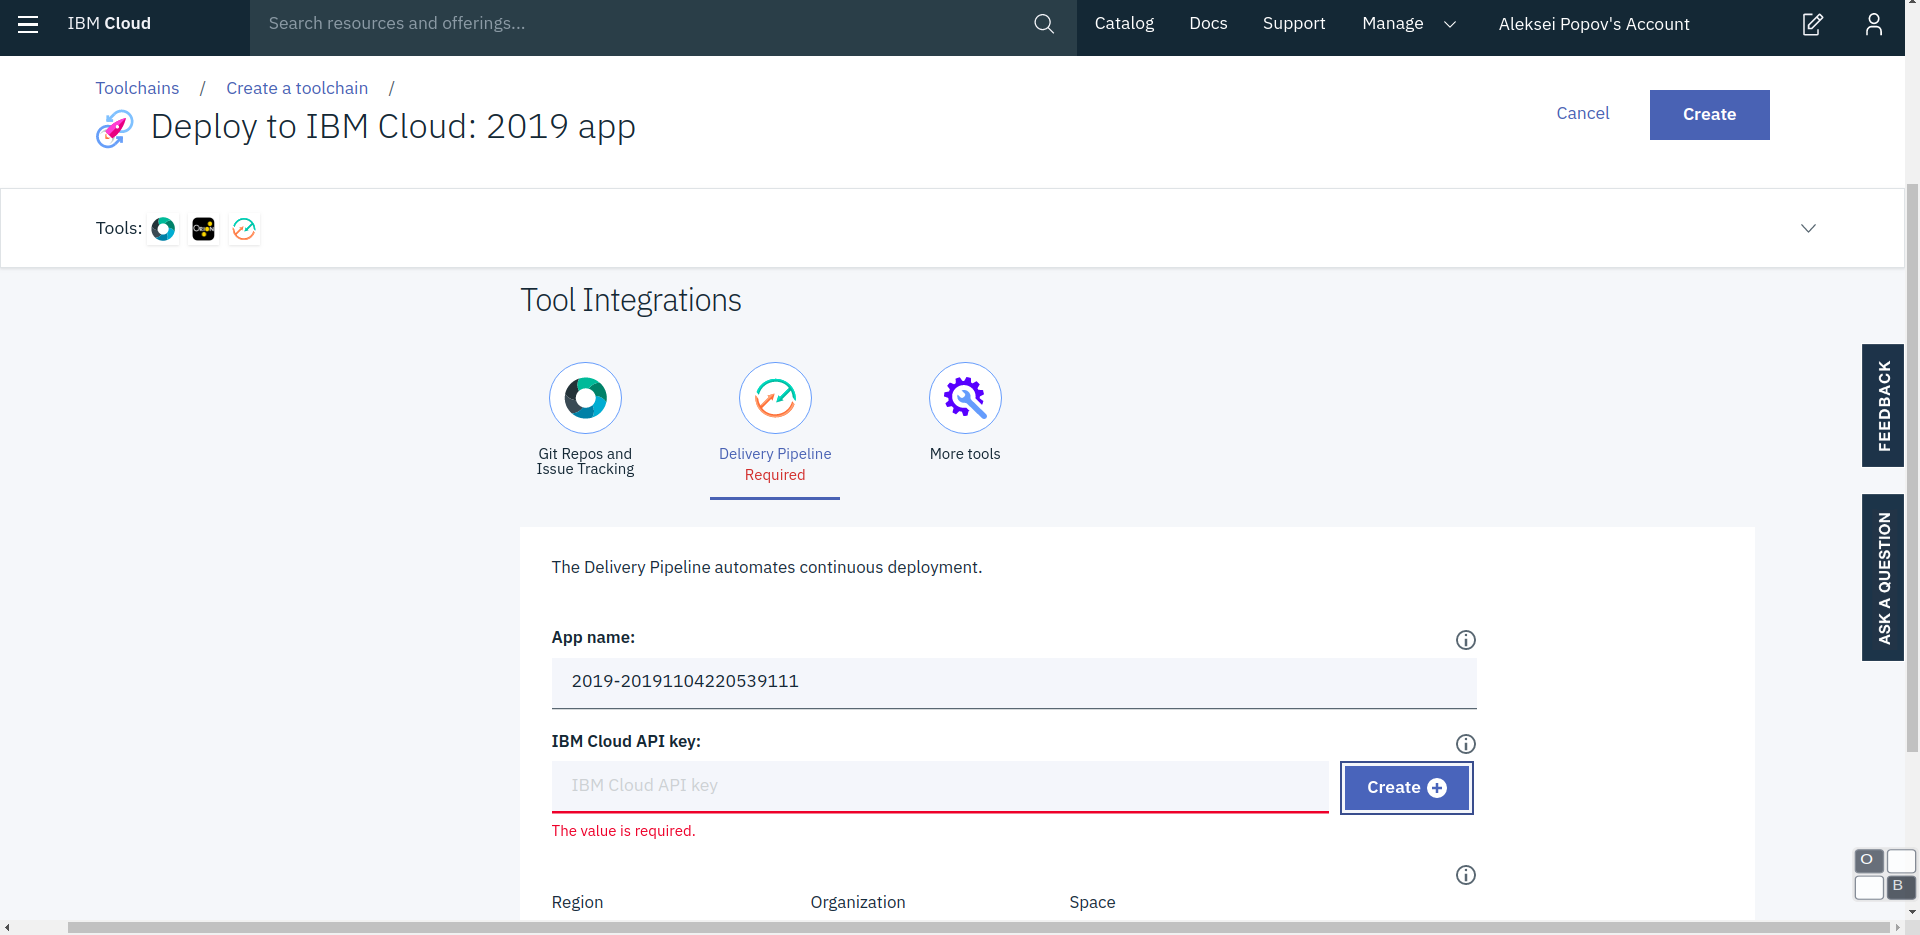 IBM Cloud
Search resources and offerings...
Catalog
Docs
Support
Manage
Aleksei Popov's Account
Toolchains / Create a toolchain /
Deploy to IBM Cloud: 2019 app
Cancel
Create
Tools:
ORION
Tool Integrations
Git Repos and
Issue Tracking
Delivery Pipeline
Required
More tools
The Delivery Pipeline automates continuous deployment.
App name:
2019-20191104220539111
IBM Cloud API key:
IBM Cloud API key
Create
The value is required.
Region
Organization
Space
FEEDBACK
ASK A QUESTION
O
B